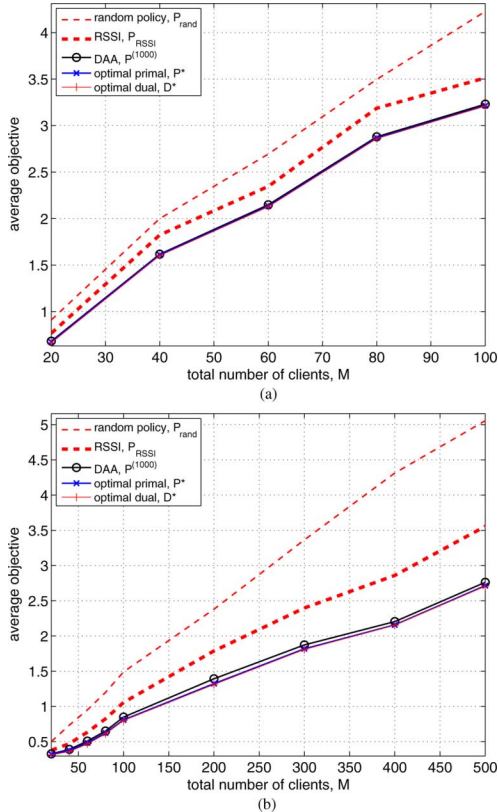 4
3.5
3
2.5
2
1.5
1
average objective
random policy, P_rand
RSSI, P_RSSI
DAA, P^(1000)
optimal primal, P*
optimal dual, D*
20 30 40 50 60 70 80 90 100
total number of clients, M
(a)
5
4.5
4
3.5
3
2.5
2
1.5
1
0.5
average objective
random policy, P_rand
RSSI, P_RSSI
DAA, P^(1000)
optimal primal, P*
optimal dual, D*
50 100 150 200 250 300 350 400 450 500
total number of clients, M
(b)